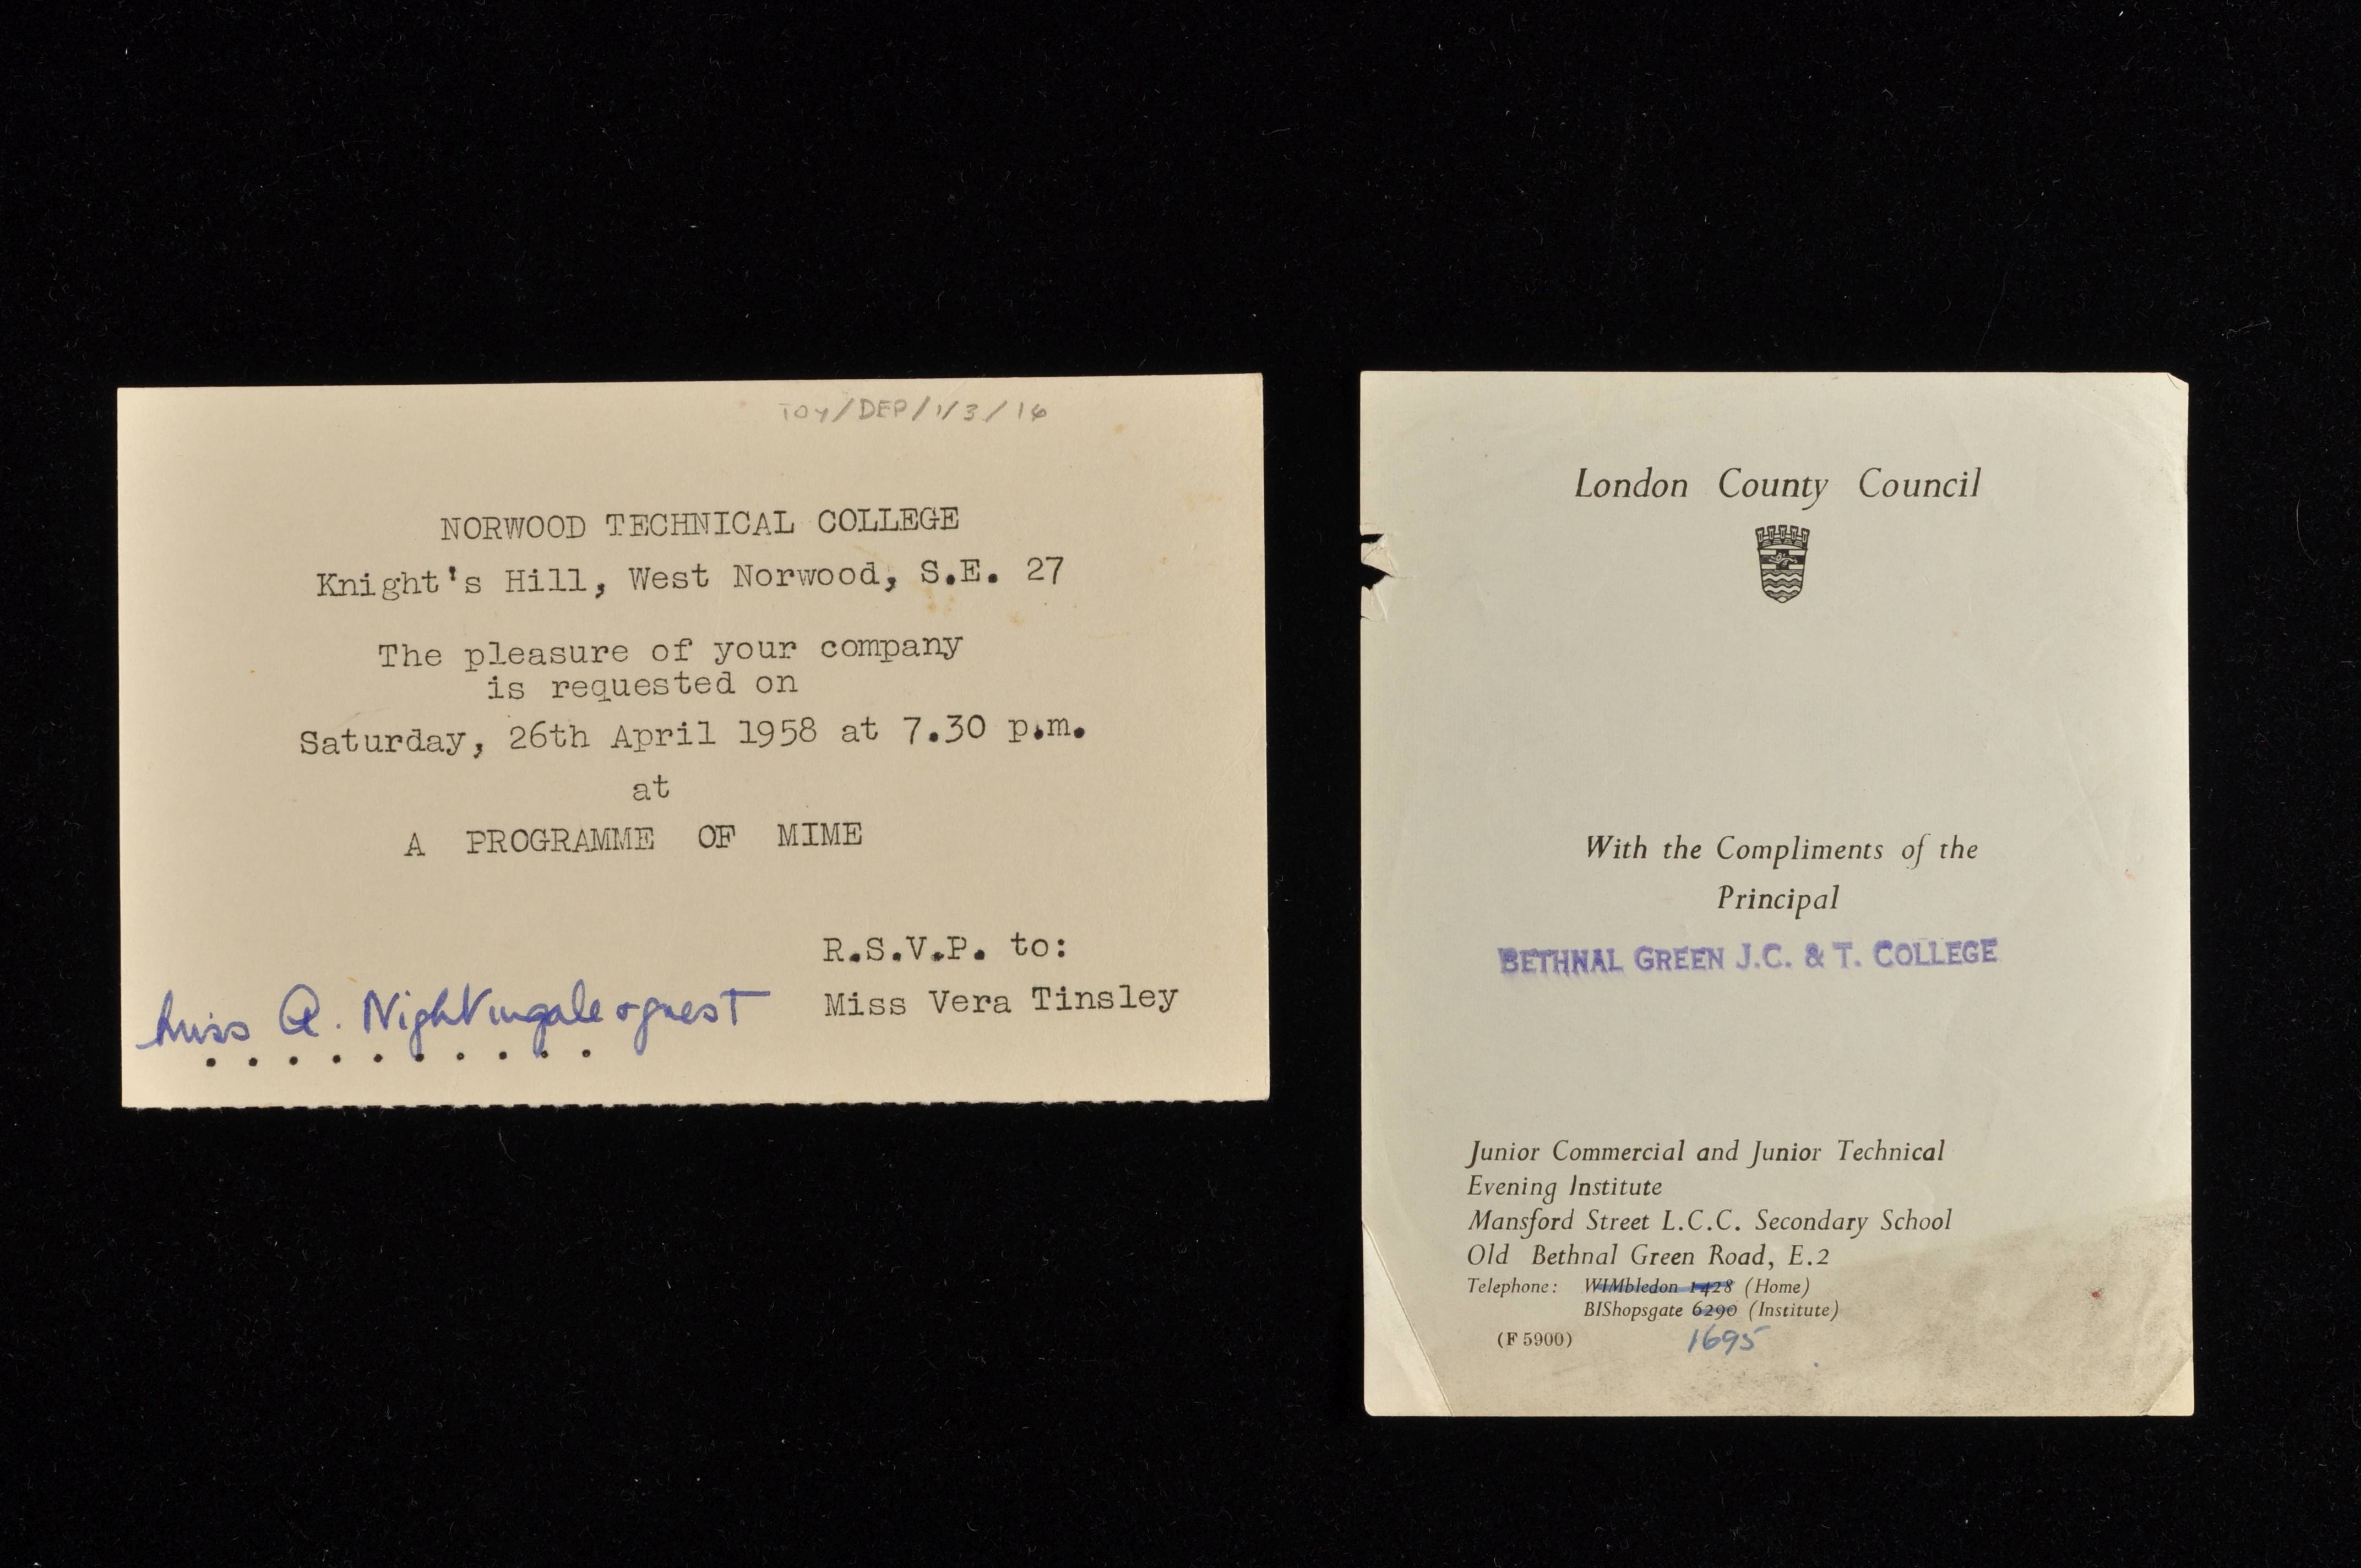 TOY/DEP/1/3/16
NORWOOD TECHNICAL COLLEGE
Knight's Hill, West Norwood, S.E. 27
The pleasure of your company
is requested on
Saturday, 26th April 1958 at 7.30 p.m.
at
A PROGRAMME OF MIME
R.S.V.P. to:
Miss Vera Tinsley
Miss A. Nightingale & guest
. . . . . . . . . .
London County Council
With the Compliments of the
Principal
BETHNAL GREEN J.C. & T. COLLEGE
Junior Commercial and Junior Technical
Evening Institute
Mansford Street L.C.C. Secondary School
Old Bethnal Green Road, E.2
Telephone: WIMbledon 1428 (Home)
BIShopsgate 6290 (Institute)
(F 5900) 1695